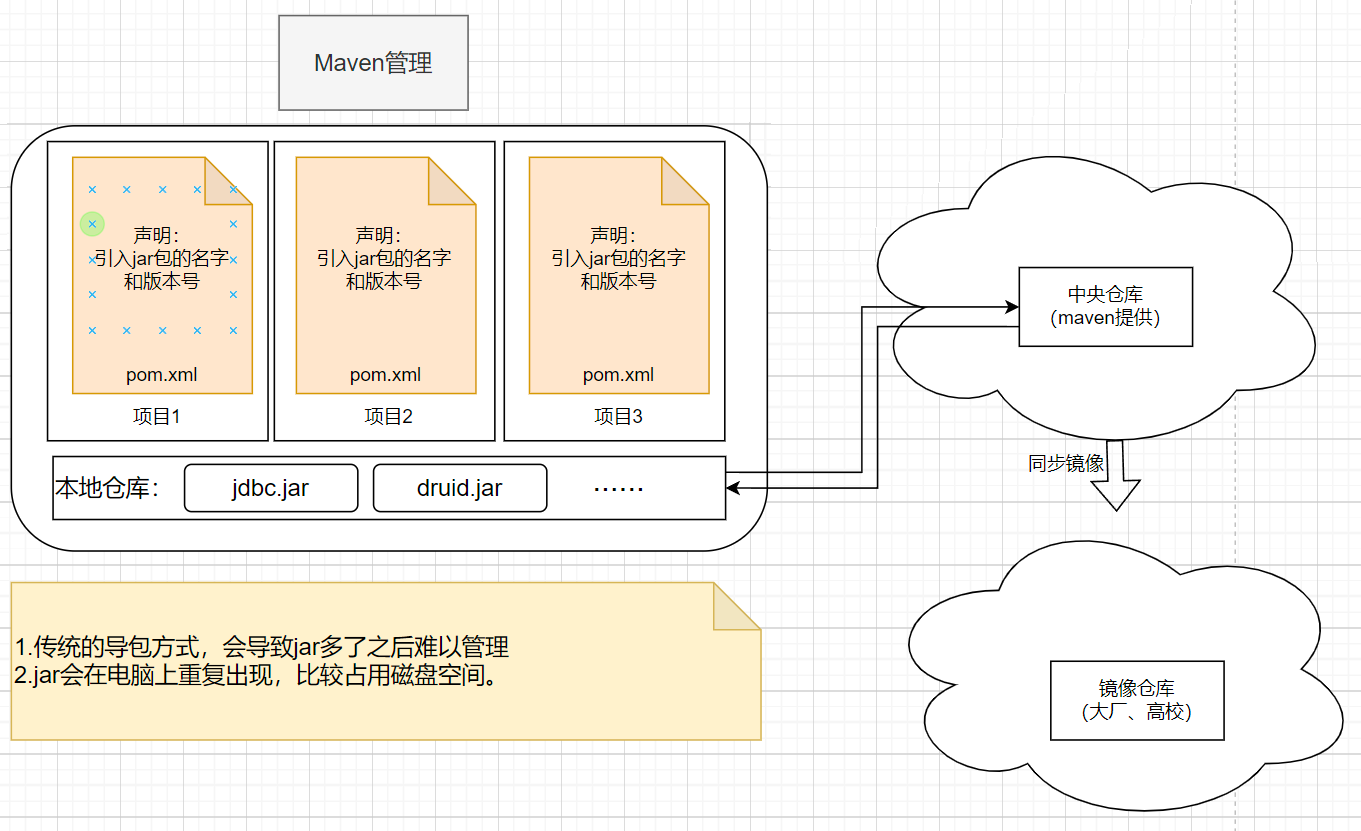 Maven管理
声明：
引入jar包的名字
和版本号
pom.xml
项目1
声明：
引入jar包的名字
和版本号
pom.xml
项目2
声明：
引入jar包的名字
和版本号
pom.xml
项目3
本地仓库：
jdbc.jar
druid.jar
······
中央仓库
（maven提供）
同步镜像
镜像仓库
（大厂、高校）
1.传统的导包方式，会导致jar多了之后难以管理
2.jar会在电脑上重复出现，比较占用磁盘空间。